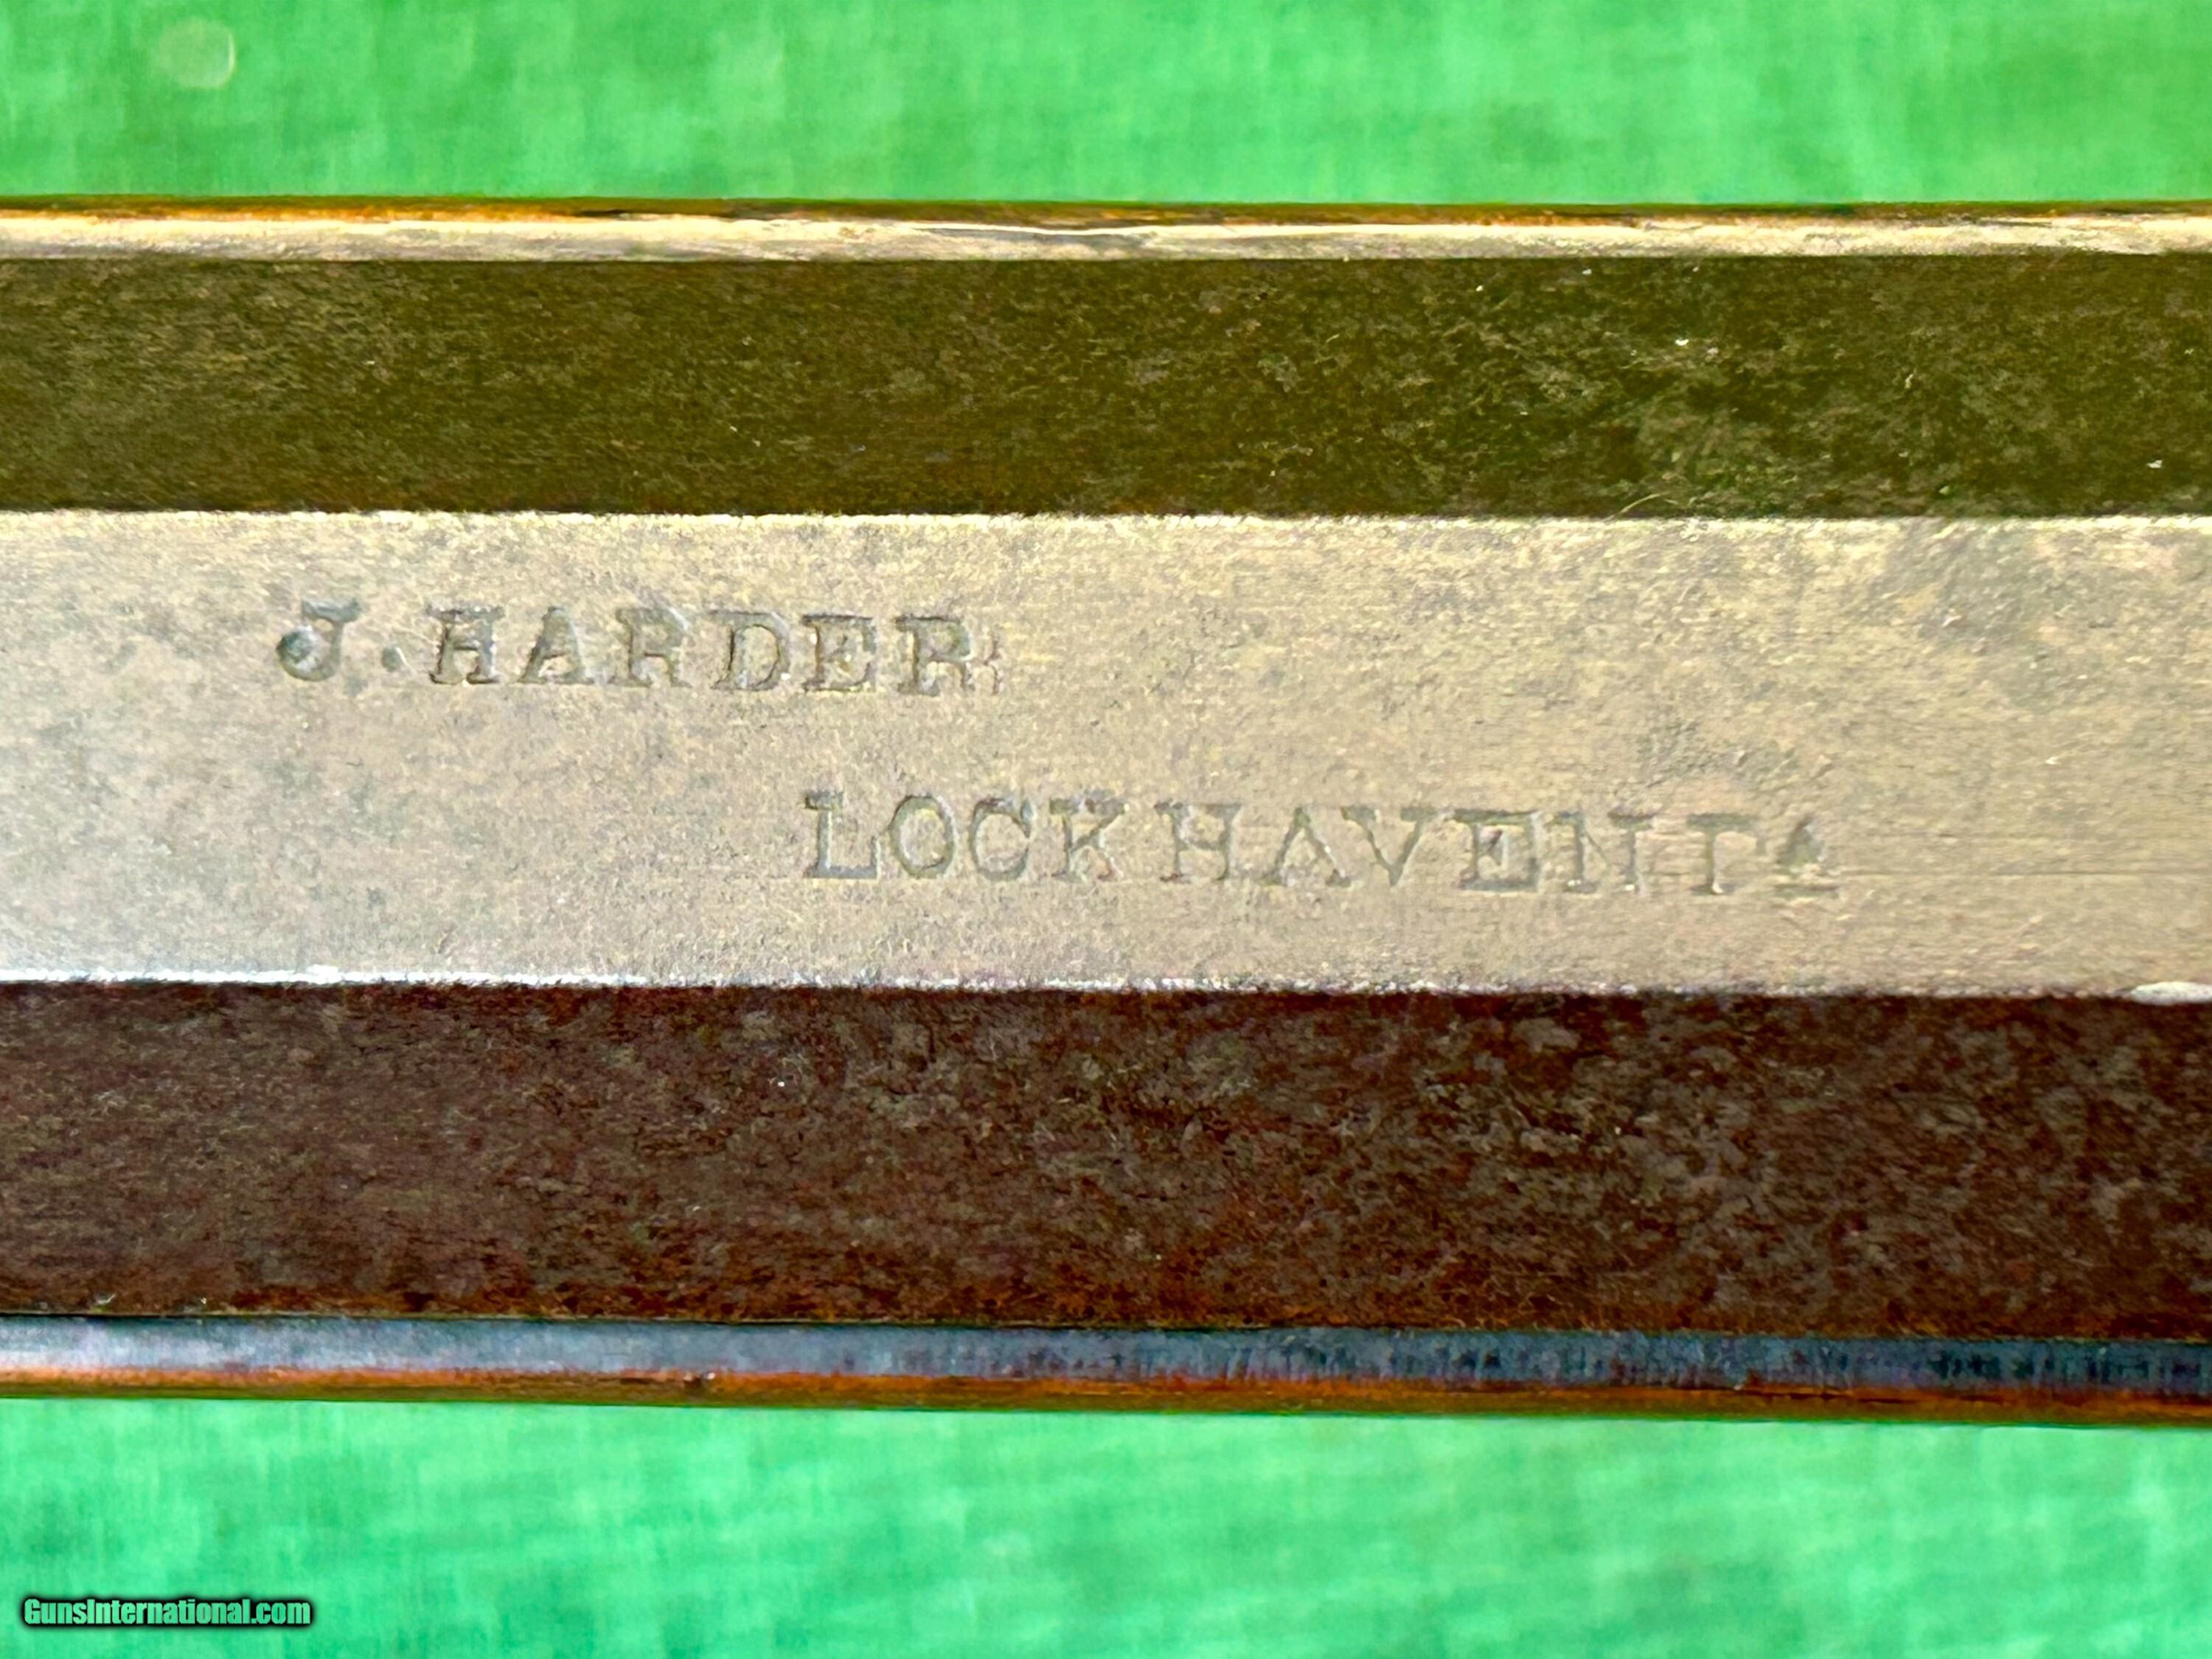 J. HARDER
LOCK HAVEN PA
GunsInternational.com